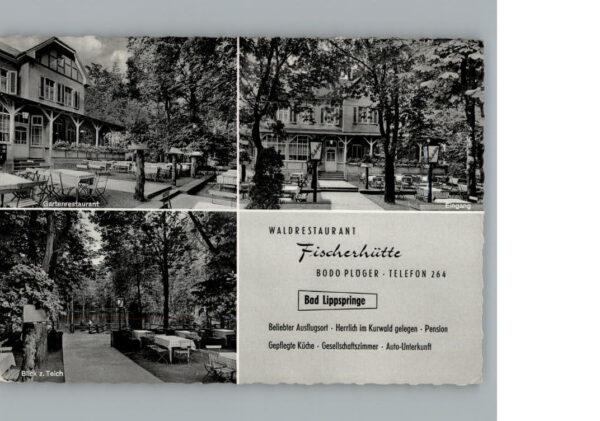 Gartenrestaurant
Eingang
WALDRESTAURANT
Fischerhütte
BODO PLÖGER · TELEFON 264
Bad Lippspringe
Beliebter Ausflugsort · Herrlich im Kurwald gelegen · Pension
Gepflegte Küche · Gesellschaftszimmer · Auto-Unterkunft
Blick z. Teich